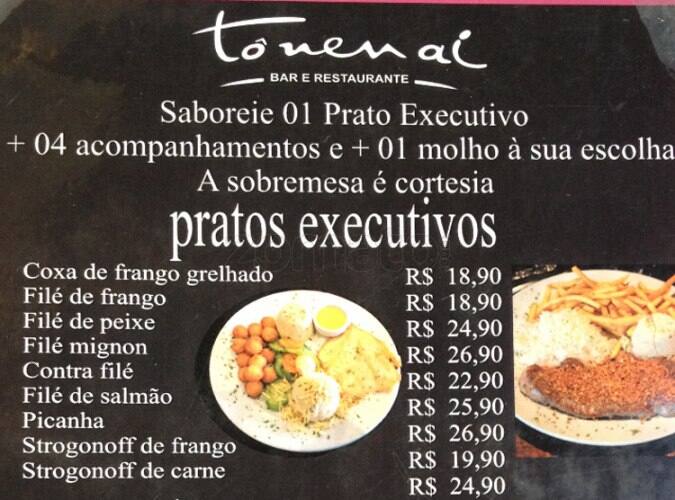 tônenaí
BAR E RESTAURANTE
Saboreie 01 Prato Executivo
+ 04 acompanhamentos e + 01 molho à sua escolha
A sobremesa é cortesia
pratos executivos
Coxa de frango grelhado R$ 18,90
Filé de frango R$ 18,90
Filé de peixe R$ 24,90
Filé mignon R$ 26,90
Contra filé R$ 22,90
Filé de salmão R$ 25,90
Picanha R$ 26,90
Strogonoff de frango R$ 19,90
Strogonoff de carne R$ 24,90